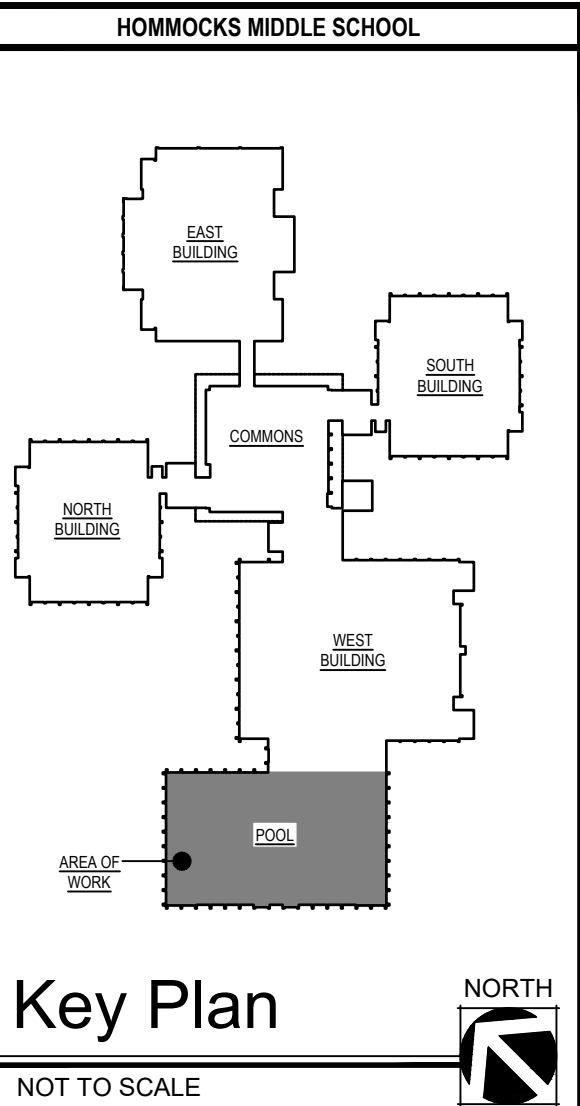 HOMMOCKS MIDDLE SCHOOL
EAST
BUILDING
SOUTH
BUILDING
COMMONS
NORTH
BUILDING
WEST
BUILDING
POOL
AREA OF
WORK
Key Plan
NORTH
NOT TO SCALE